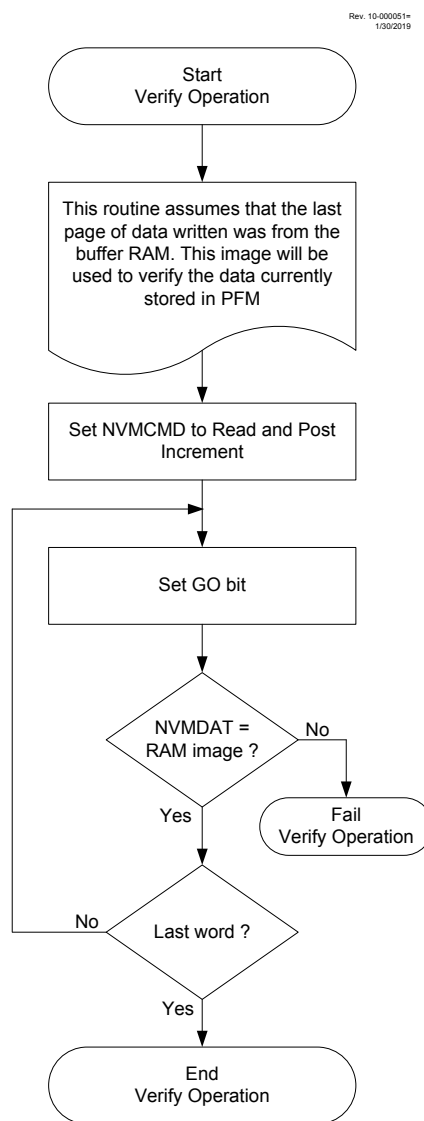 Rev. 10-000051=
1/30/2019
Start
Verify Operation
This routine assumes that the last
page of data written was from the
buffer RAM. This image will be
used to verify the data currently
stored in PFM
Set NVMCMD to Read and Post
Increment
Set GO bit
NVMDAT =
RAM image ?
No
Yes
Fail
Verify Operation
Last word ?
No
Yes
End
Verify Operation